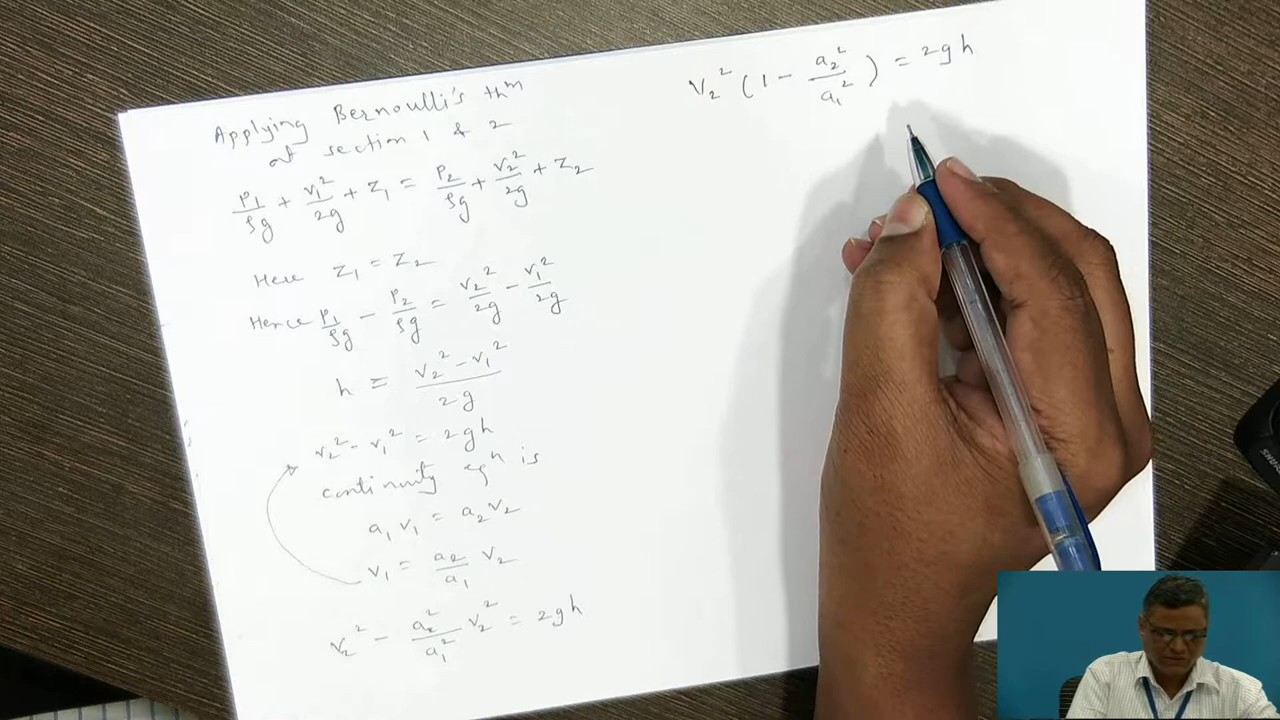 Applying Bernoulli's thm
at section 1 & 2
P₁/ρg + v₁²/2g + Z₁ = P₂/ρg + v₂²/2g + Z₂
Here Z₁ = Z₂
Hence P₁/ρg - P₂/ρg = v₂²/2g - v₁²/2g
h = (v₂² - v₁²)/2g
v₂² - v₁² = 2gh
continuity eqⁿ is
a₁v₁ = a₂v₂
v₁ = a₂/a₁ v₂
v₂² - a₂²/a₁² v₂² = 2gh
v₂² (1 - a₂²/a₁²) = 2gh